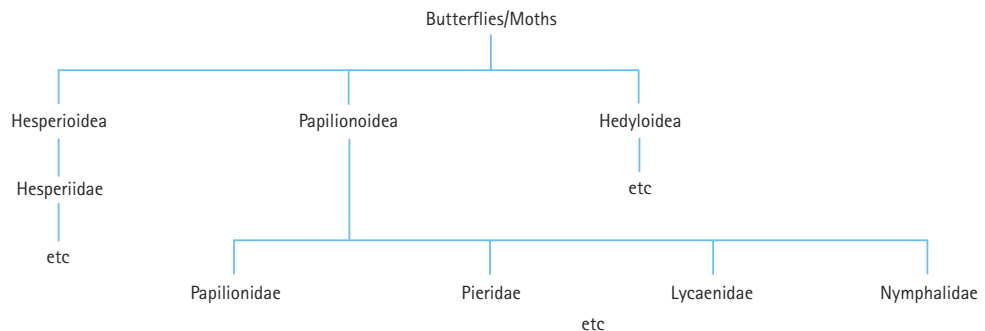 Butterflies/Moths
Hesperioidea Papilionoidea Hedyloidea
Hesperiidae etc
etc
Papilionidae Pieridae Lycaenidae Nymphalidae
etc